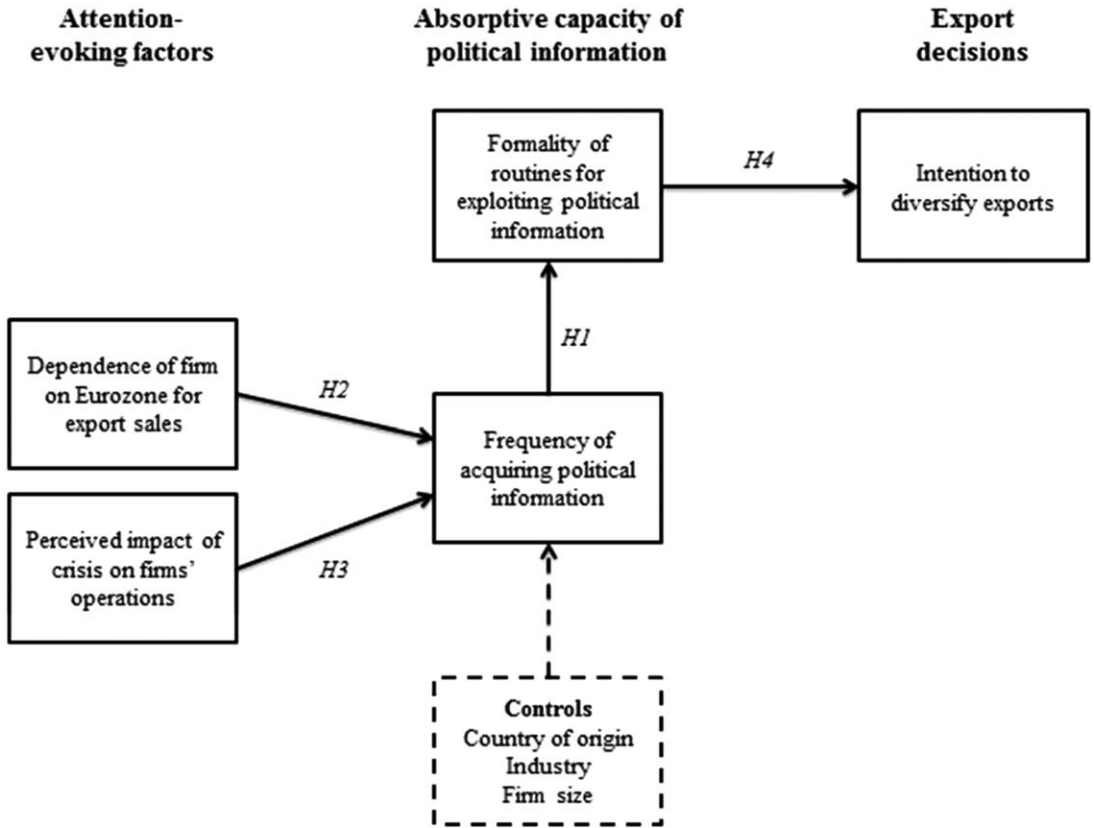 Attention-
evoking factors
Absorptive capacity of
political information
Export
decisions
Formality of
routines for
exploiting political
information
H4
Intention to
diversify exports
H1
Dependence of firm
on Eurozone for
export sales
H2
Frequency of
acquiring political
information
Perceived impact of
crisis on firms’
operations
H3
Controls
Country of origin
Industry
Firm size